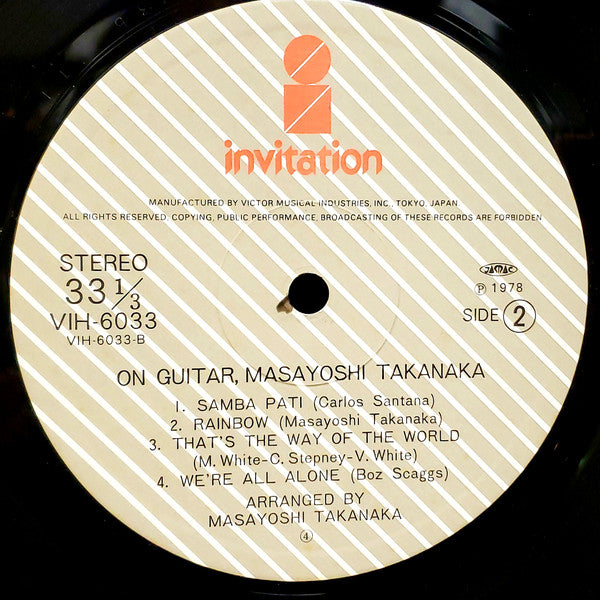 invitation
MANUFACTURED BY VICTOR MUSICAL INDUSTRIES, INC., TOKYO, JAPAN
ALL RIGHTS RESERVED, COPYING, PUBLIC PERFORMANCE, BROADCASTING OF THESE RECORDS ARE FORBIDDEN
STEREO
33 1/3
VIH-6033
VIH-6033-B
JASRAC
℗ 1978
SIDE 2
ON GUITAR, MASAYOSHI TAKANAKA
1. SAMBA PATI (Carlos Santana)
2. RAINBOW (Masayoshi Takanaka)
3. THAT'S THE WAY OF THE WORLD
(M. White-C. Stepney-V. White)
4. WE'RE ALL ALONE (Boz Scaggs)
ARRANGED BY
MASAYOSHI TAKANAKA
④